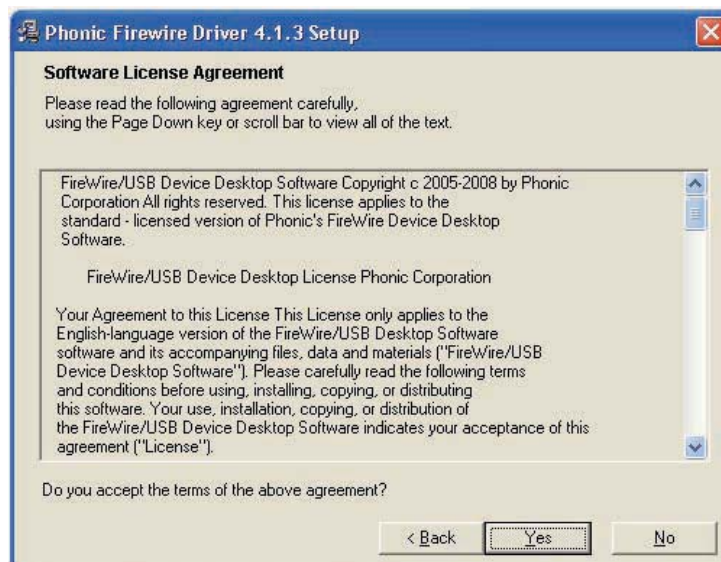 Phonic Firewire Driver 4.1.3 Setup
Software License Agreement
Please read the following agreement carefully,
using the Page Down key or scroll bar to view all of the text.
FireWire/USB Device Desktop Software Copyright c 2005-2008 by Phonic
Corporation All rights reserved. This license applies to the
standard - licensed version of Phonic's FireWire Device Desktop
Software.
FireWire/USB Device Desktop License Phonic Corporation
Your Agreement to this License This License only applies to the
English-language version of the FireWire/USB Desktop Software
software and its accompanying files, data and materials ("FireWire/USB
Device Desktop Software"). Please carefully read the following terms
and conditions before using, installing, copying, or distributing
this software. Your use, installation, copying, or distribution of
the FireWire/USB Device Desktop Software indicates your acceptance of this
agreement ("License").
Do you accept the terms of the above agreement?
< Back Yes No